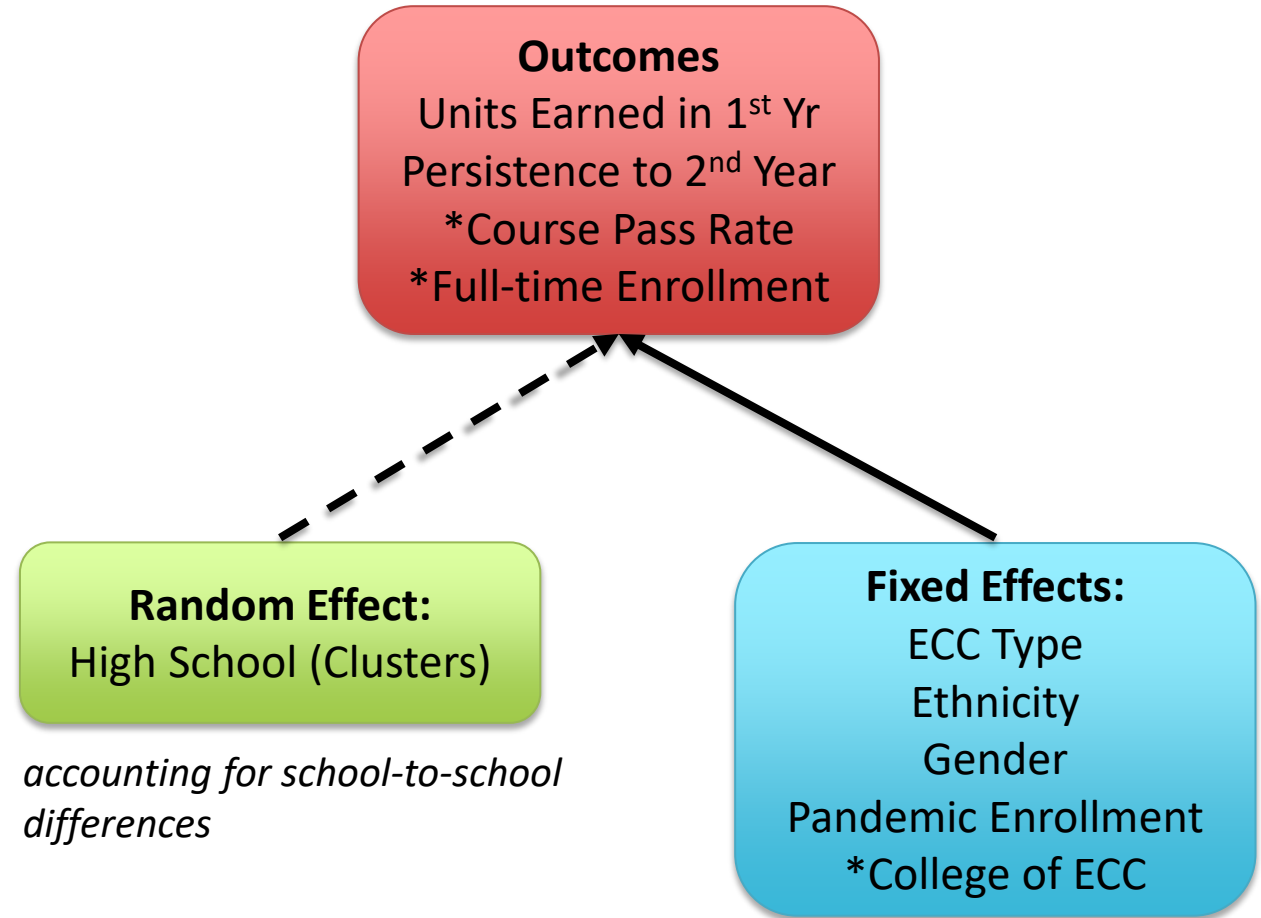 Outcomes
Units Earned in 1st Yr
Persistence to 2nd Year
*Course Pass Rate
*Full-time Enrollment
Random Effect:
High School (Clusters)
accounting for school-to-school
differences
Fixed Effects:
ECC Type
Ethnicity
Gender
Pandemic Enrollment
*College of ECC